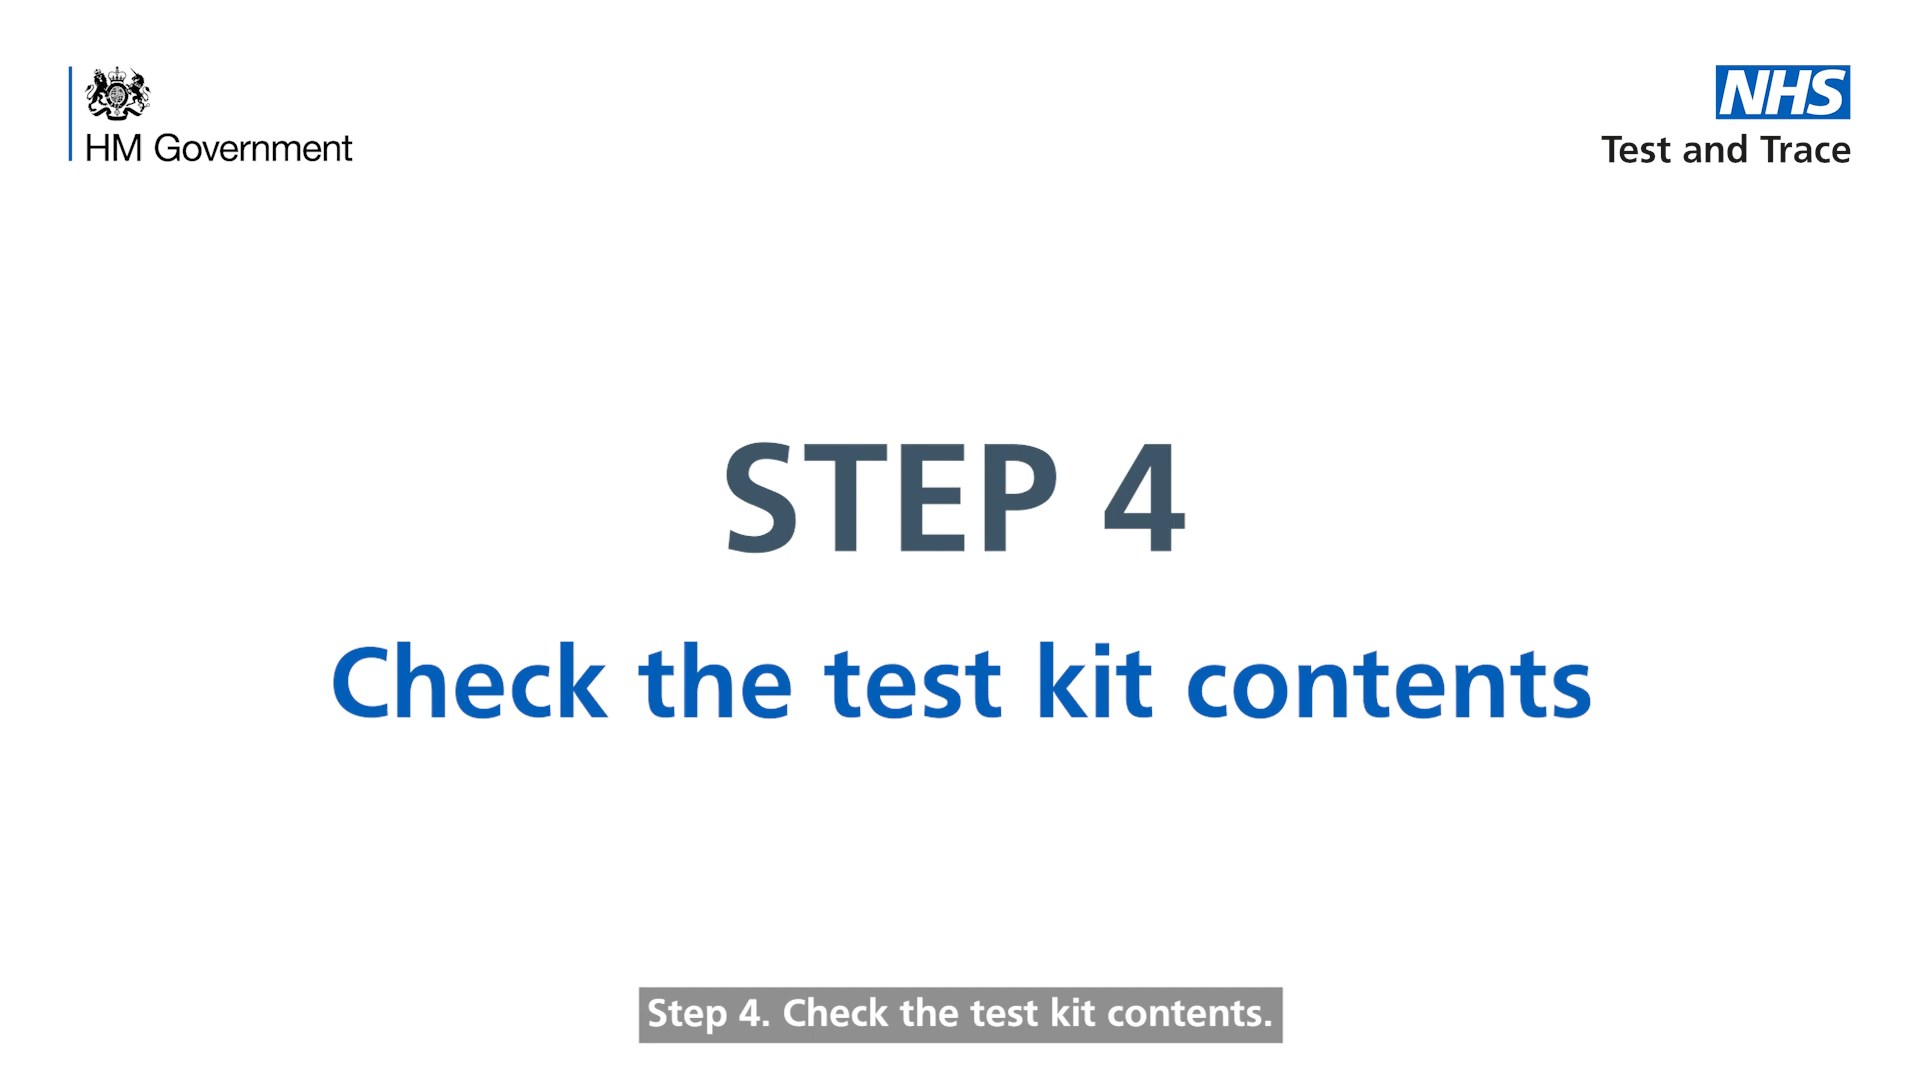 HM Government
NHS
Test and Trace
STEP 4
Check the test kit contents
Step 4. Check the test kit contents.